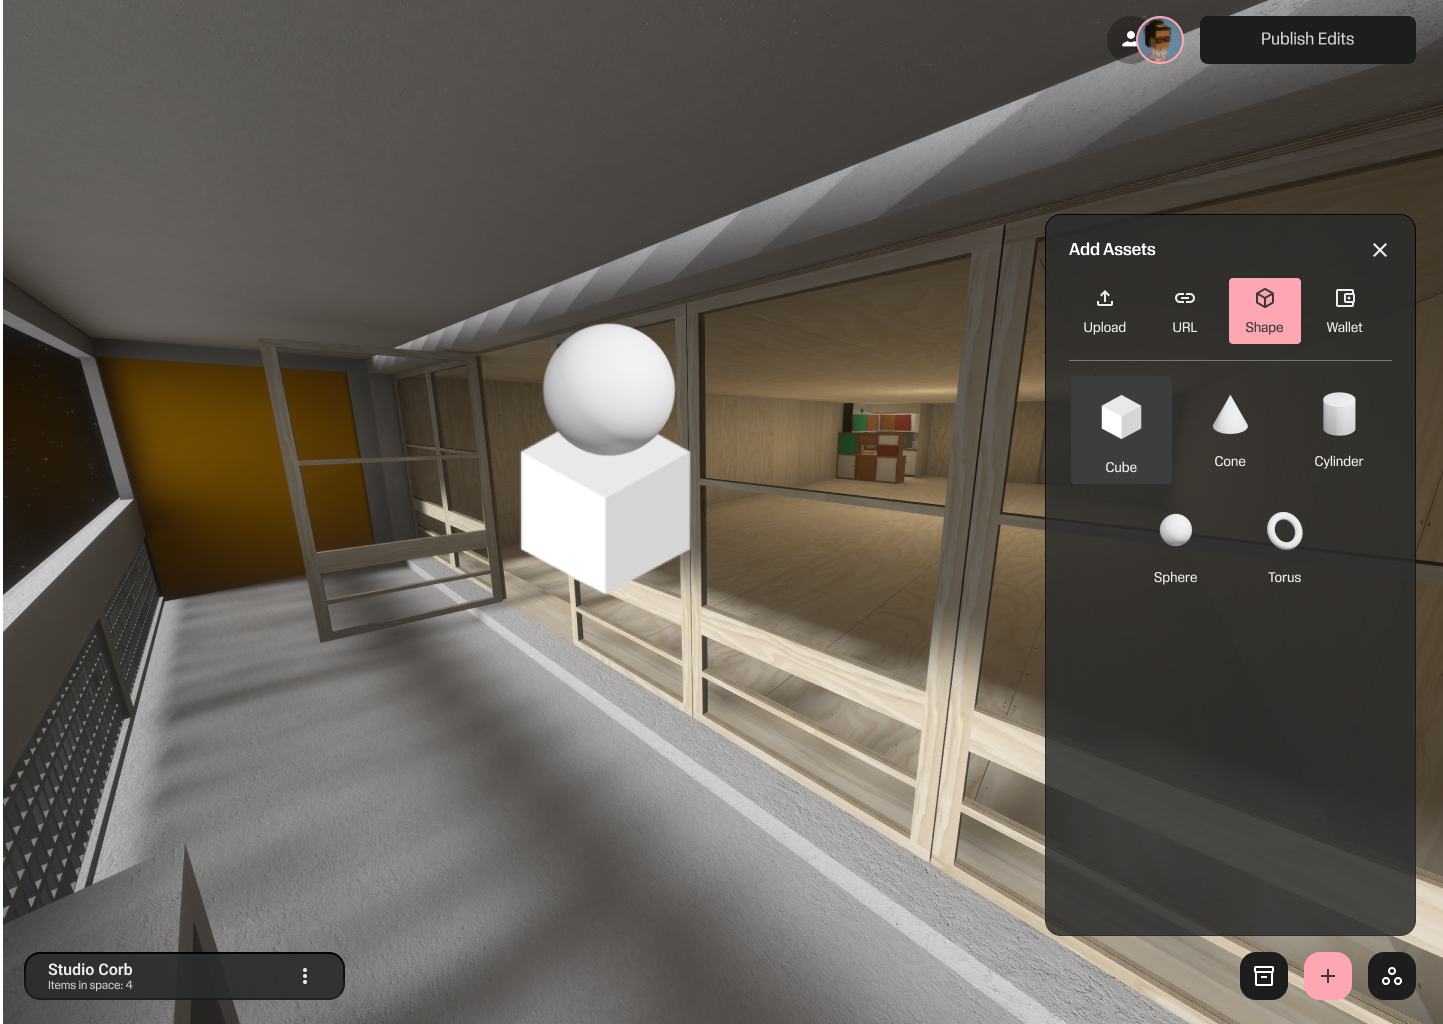 Publish Edits
Add Assets
Upload
URL
Shape
Wallet
Cube
Cone
Cylinder
Sphere
Torus
Studio Corb
Items in space: 4